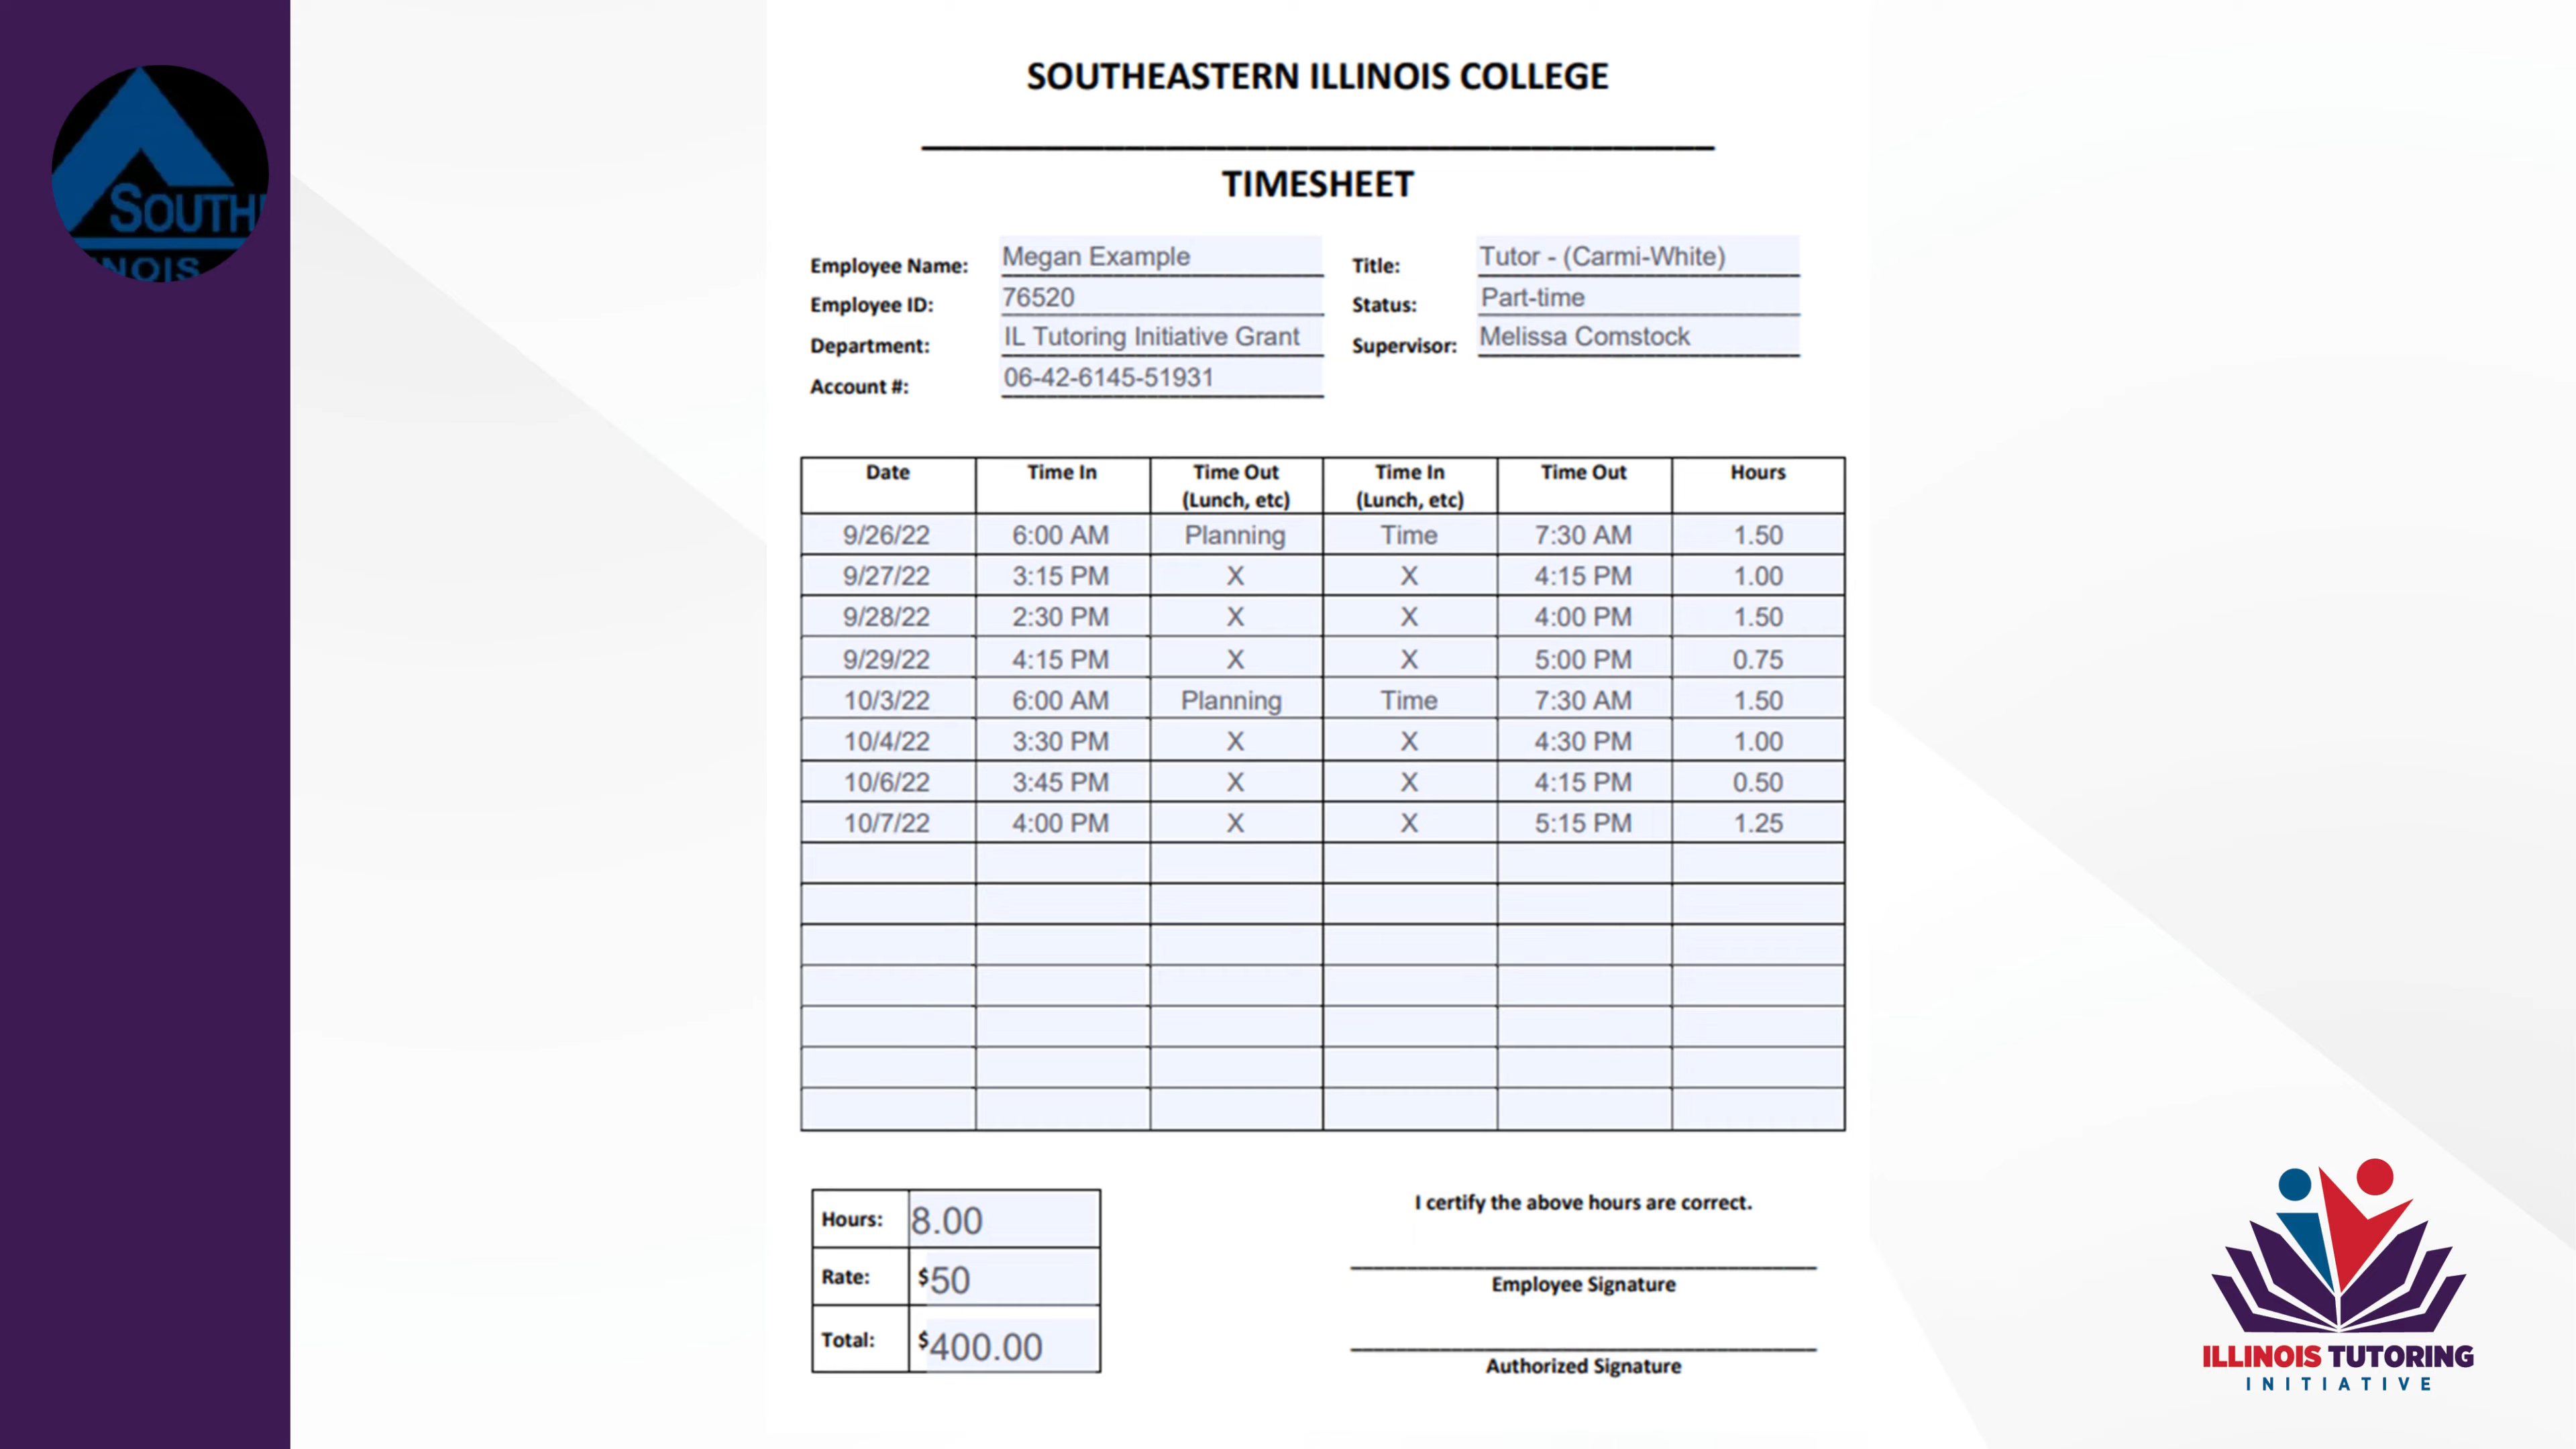 SOUTH
INOIS
SOUTHEASTERN ILLINOIS COLLEGE
TIMESHEET
Employee Name: Megan Example Title: Tutor - (Carmi-White)
Employee ID: 76520 Status: Part-time
Department: IL Tutoring Initiative Grant Supervisor: Melissa Comstock
Account #: 06-42-6145-51931
Date Time In Time Out (Lunch, etc) Time In (Lunch, etc) Time Out Hours
9/26/22 6:00 AM Planning Time 7:30 AM 1.50
9/27/22 3:15 PM X X 4:15 PM 1.00
9/28/22 2:30 PM X X 4:00 PM 1.50
9/29/22 4:15 PM X X 5:00 PM 0.75
10/3/22 6:00 AM Planning Time 7:30 AM 1.50
10/4/22 3:30 PM X X 4:30 PM 1.00
10/6/22 3:45 PM X X 4:15 PM 0.50
10/7/22 4:00 PM X X 5:15 PM 1.25
Hours: 8.00
Rate: $50
Total: $400.00
I certify the above hours are correct.
Employee Signature
Authorized Signature
ILLINOIS TUTORING
INITIATIVE